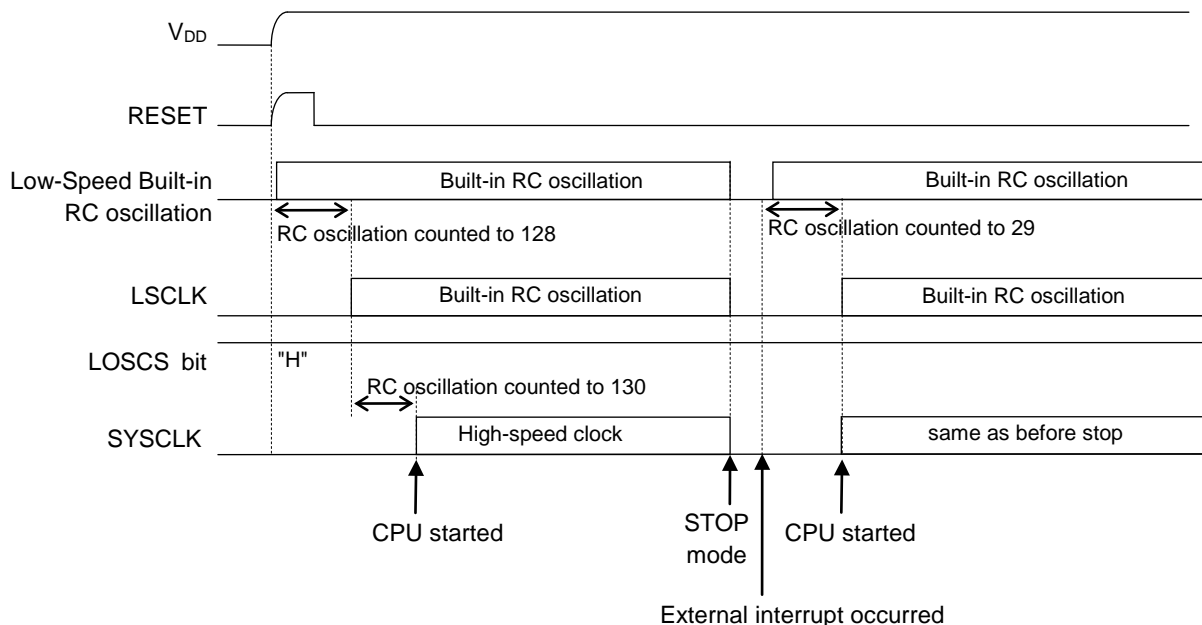 VDD
RESET
Low-Speed Built-in
RC oscillation
Built-in RC oscillation
Built-in RC oscillation
RC oscillation counted to 128
RC oscillation counted to 29
LSCLK
Built-in RC oscillation
Built-in RC oscillation
LOSCS bit
"H"
RC oscillation counted to 130
SYSCLK
High-speed clock
same as before stop
CPU started
STOP
mode
CPU started
External interrupt occurred